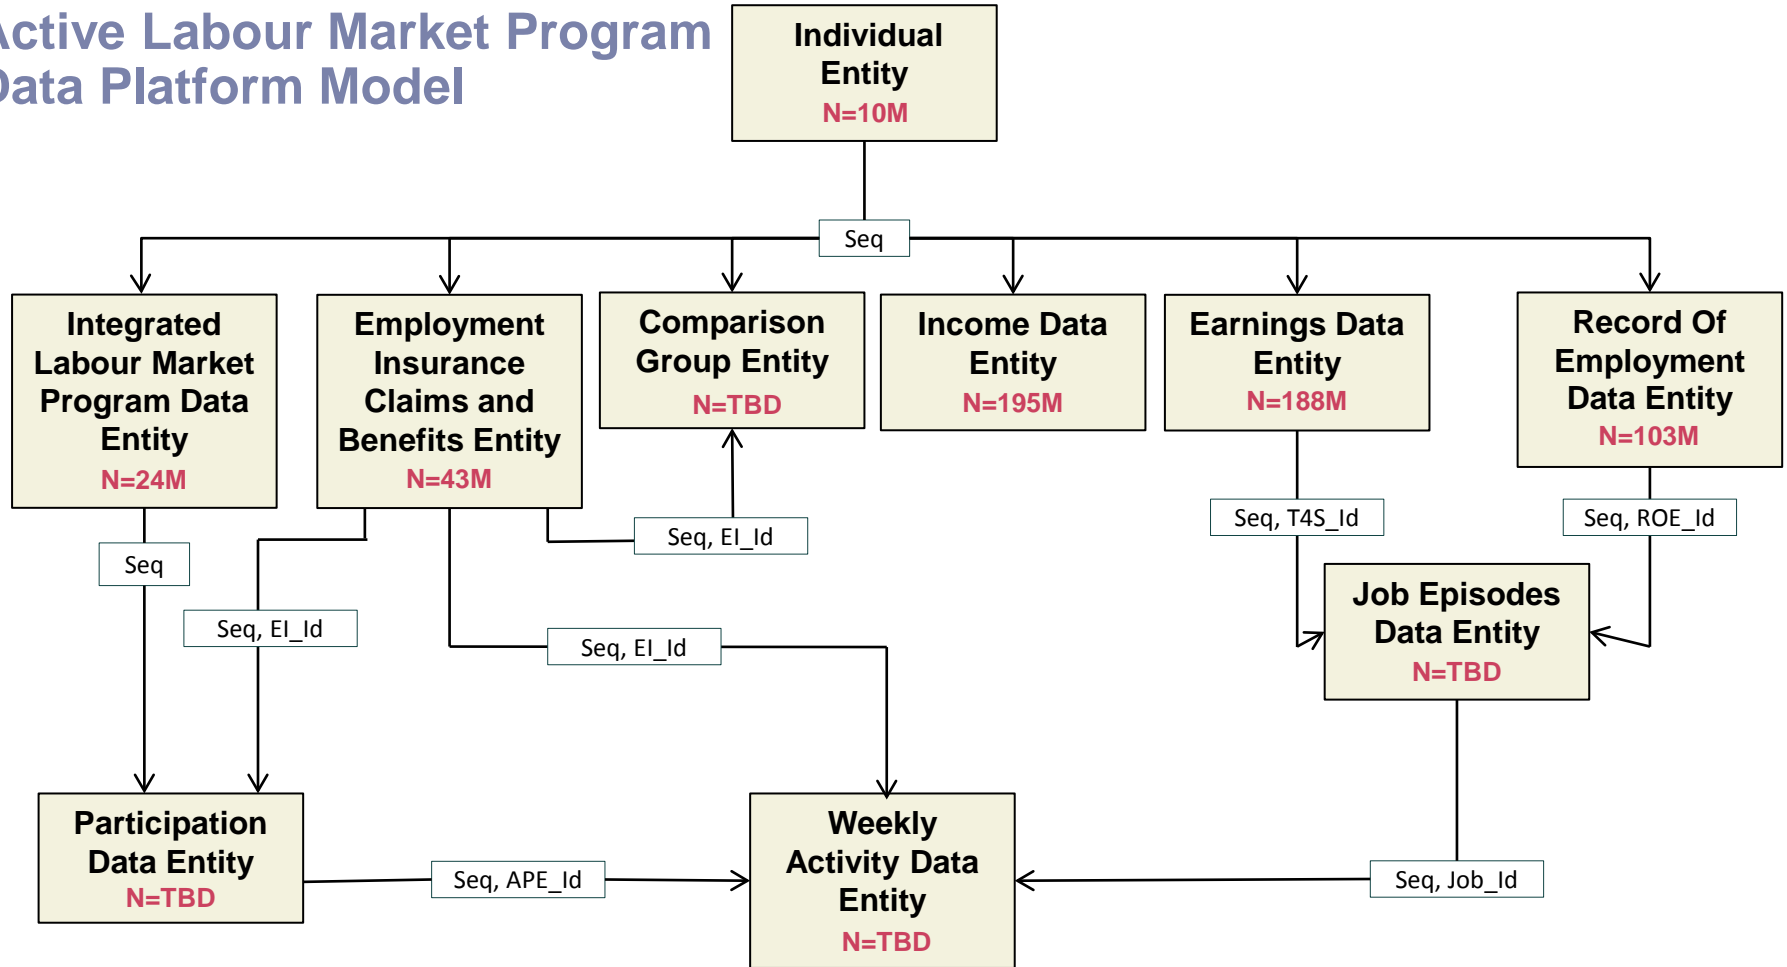 Active Labour Market Program
Data Platform Model
Individual
Entity
N=10M
Seq
Integrated
Labour Market
Program Data
Entity
N=24M
Employment
Insurance
Claims and
Benefits Entity
N=43M
Comparison
Group Entity
N=TBD
Income Data
Entity
N=195M
Earnings Data
Entity
N=188M
Record Of
Employment
Data Entity
N=103M
Seq
Seq, EI_Id
Seq, EI_Id
Seq, EI_Id
Seq, T4S_Id
Seq, ROE_Id
Job Episodes
Data Entity
N=TBD
Participation
Data Entity
N=TBD
Seq, APE_Id
Weekly
Activity Data
Entity
N=TBD
Seq, Job_Id